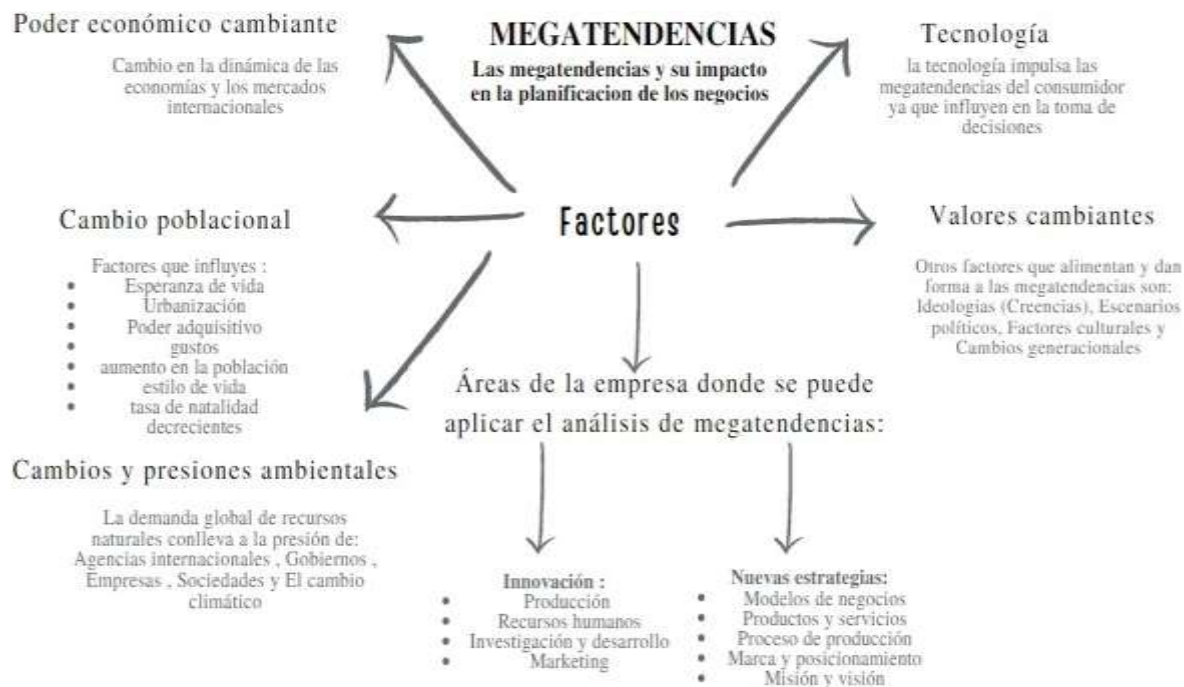 MEGATENDENCIAS
Las megatendencias y su impacto
en la planificacion de los negocios
Poder económico cambiante
Cambio en la dinámica de las
economías y los mercados
internacionales
Tecnología
la tecnología impulsa las
megatendencias del consumidor
ya que influyen en la toma de
decisiones
Factores
Cambio poblacional
Factores que influyes :
• Esperanza de vida
• Urbanización
• Poder adquisitivo
• gustos
• aumento en la población
• estilo de vida
• tasa de natalidad
decrecientes
Valores cambiantes
Otros factores que alimentan y dan
forma a las megatendencias son:
Ideologías (Creencias), Escenarios
políticos, Factores culturales y
Cambios generacionales
Cambios y presiones ambientales
La demanda global de recursos
naturales conlleva a la presión de:
Agencias internacionales , Gobiernos ,
Empresas , Sociedades y El cambio
climático
Áreas de la empresa donde se puede
aplicar el análisis de megatendencias:
Innovación :
• Producción
• Recursos humanos
• Investigación y desarrollo
• Marketing
Nuevas estrategias:
• Modelos de negocios
• Productos y servicios
• Proceso de producción
• Marca y posicionamiento
• Misión y visión